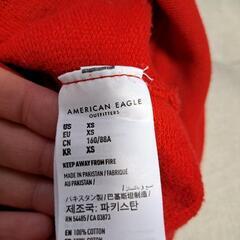 AMERICAN EAGLE
OUTFITTERS
US XS
EU XS
CN 160/88A
KR XS
KEEP AWAY FROM FIRE
MADE IN PAKISTAN / FABRIQUÉ
AU PAKISTAN /
パキスタン製 / 巴基斯坦制造 /
제조국: 파키스탄
RN 54485 / CA 03873
EN 100% COTTON